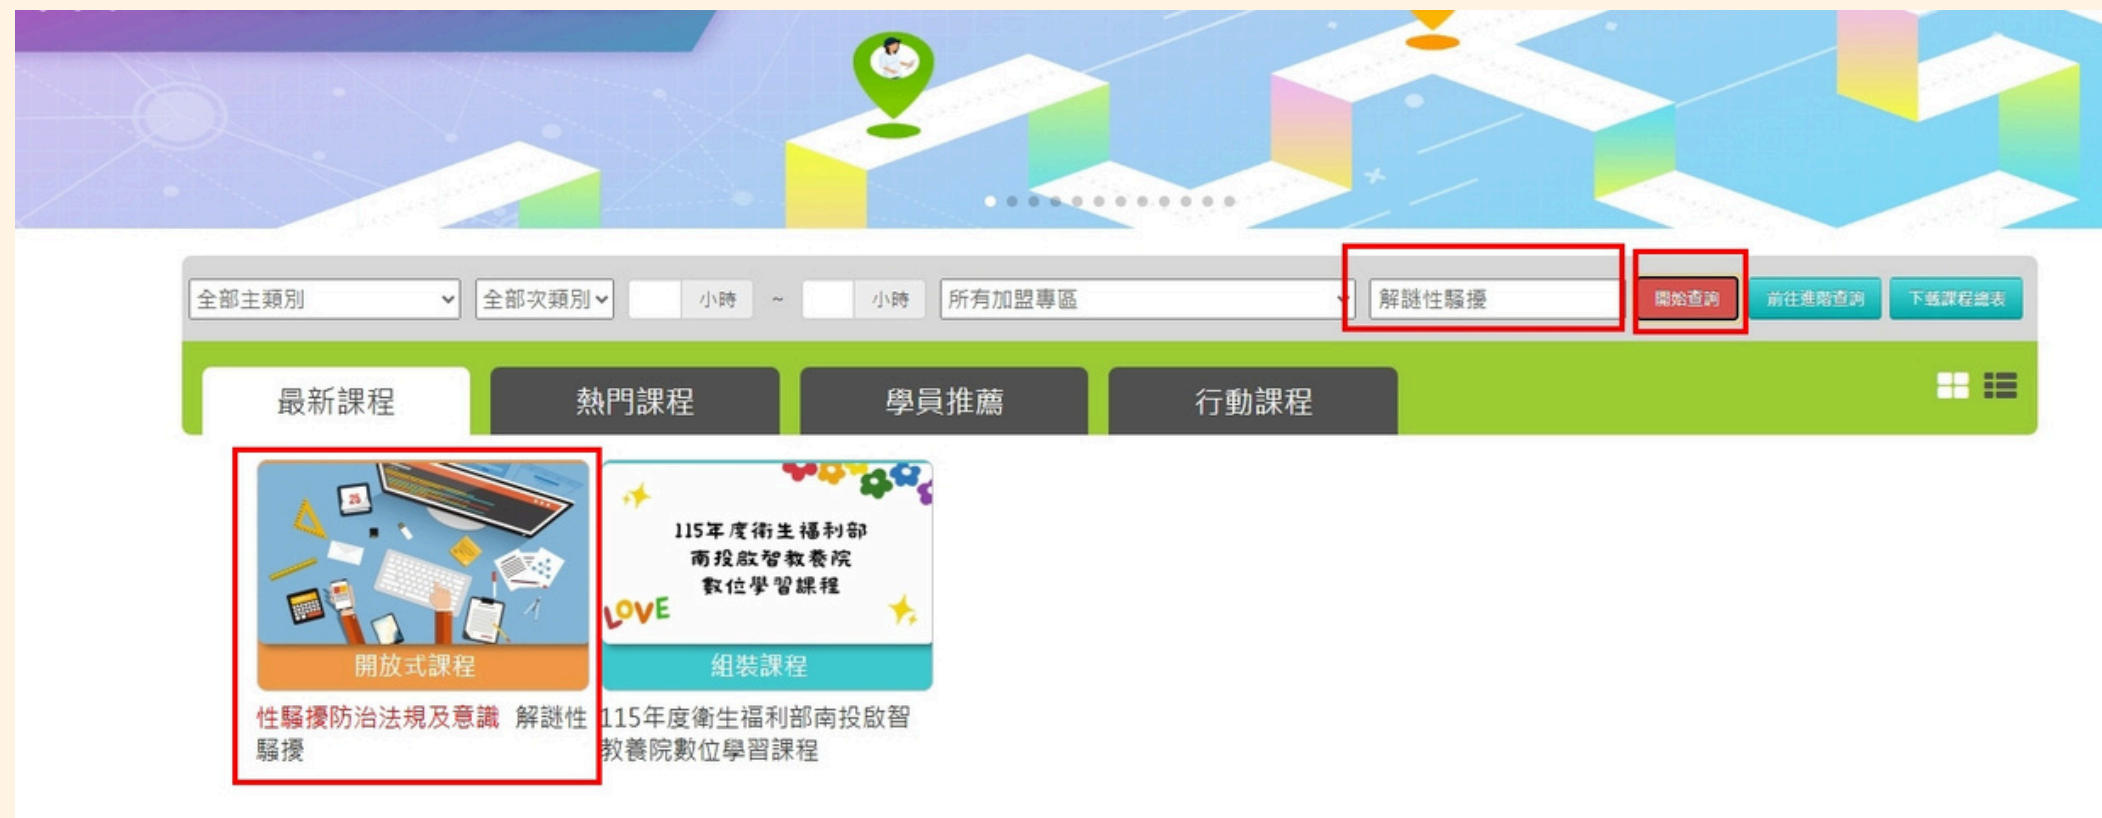 全部主類別 全部次類別 小時 ~ 小時 所有加盟專區 解謎性騷擾 開始查詢 前往進階查詢 下載課程總表
最新課程 熱門課程 學員推薦 行動課程
25
開放式課程
性騷擾防治法規及意識 解謎性
騷擾
115年度衛生福利部
南投啟智教養院
數位學習課程
LOVE
組裝課程
115年度衛生福利部南投啟智
教養院數位學習課程